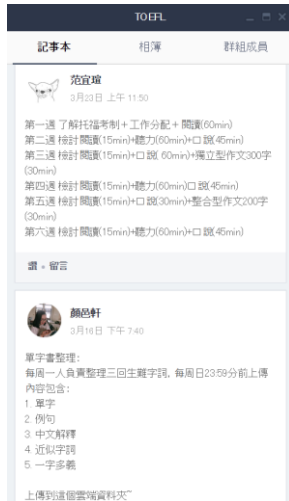 TOEFL
記事本
相簿
群組成員
范宜瑄
3月23日 上午 11:50
第一週 了解托福考制+工作分配+閱讀(60min)
第二週 檢討閱讀(15min)+聽力(60min)+口說(45min)
第三週 檢討閱讀(15min)+口說( 60min)+獨立型作文300字
(30min)
第四週 檢討閱讀(15min)+聽力(60min)口說(45min)
第五週 檢討閱讀(15min)+口說(30min)+整合型作文200字
(30min)
第六週 檢討閱讀(15min)+聽力(60min)+口說(45min)
讚 • 留言
顏邑軒
3月16日 下午 7:40
單字書整理:
每周一人負責整理三回生難字詞, 每周日23:59分前上傳
內容包含:
1. 單字
2. 例句
3. 中文解釋
4. 近似字詞
5. 一字多義
上傳到這個雲端資料夾~